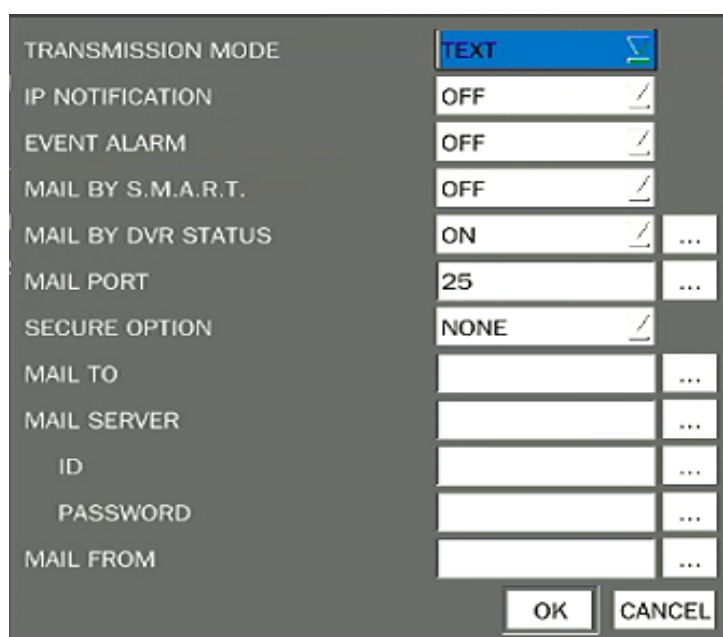 TRANSMISSION MODE TEXT
IP NOTIFICATION OFF
EVENT ALARM OFF
MAIL BY S.M.A.R.T. OFF
MAIL BY DVR STATUS ON ...
MAIL PORT 25 ...
SECURE OPTION NONE
MAIL TO ...
MAIL SERVER ...
ID ...
PASSWORD ...
MAIL FROM ...
OK CANCEL